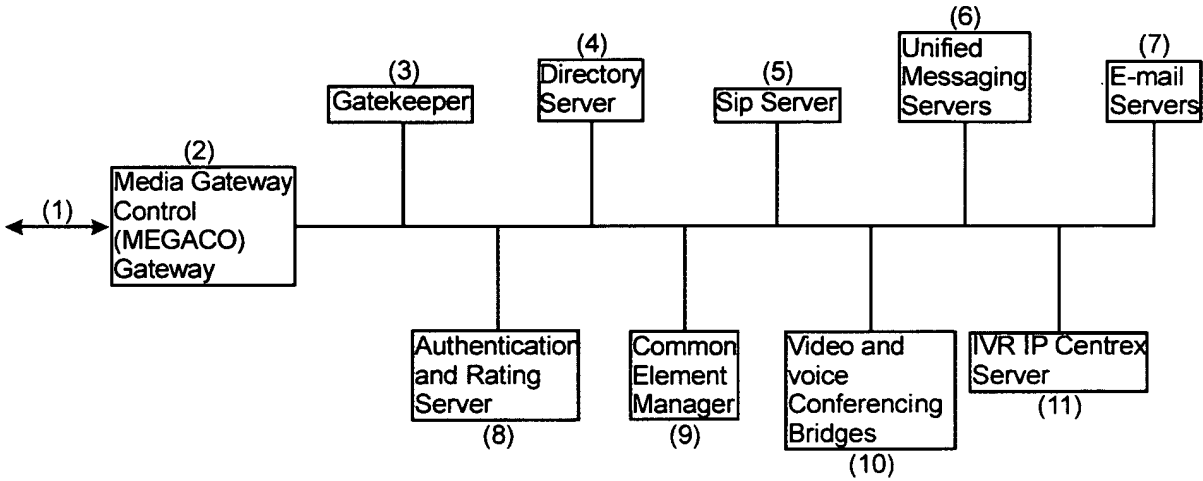 (1)
(2)
Media Gateway
Control
(MEGACO)
Gateway
(3)
Gatekeeper
(4)
Directory
Server
(5)
Sip Server
(6)
Unified
Messaging
Servers
(7)
E-mail
Servers
Authentication
and Rating
Server
(8)
Common
Element
Manager
(9)
Video and
voice
Conferencing
Bridges
(10)
IVR IP Centrex
Server
(11)